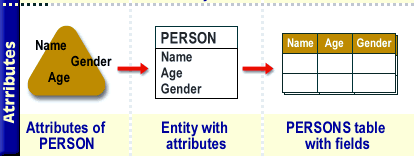 Atrributes
Name
Gender
Age
PERSON
Name
Age
Gender
Name Age Gender
Attributes of
PERSON
Entity with
attributes
PERSONS table
with fields